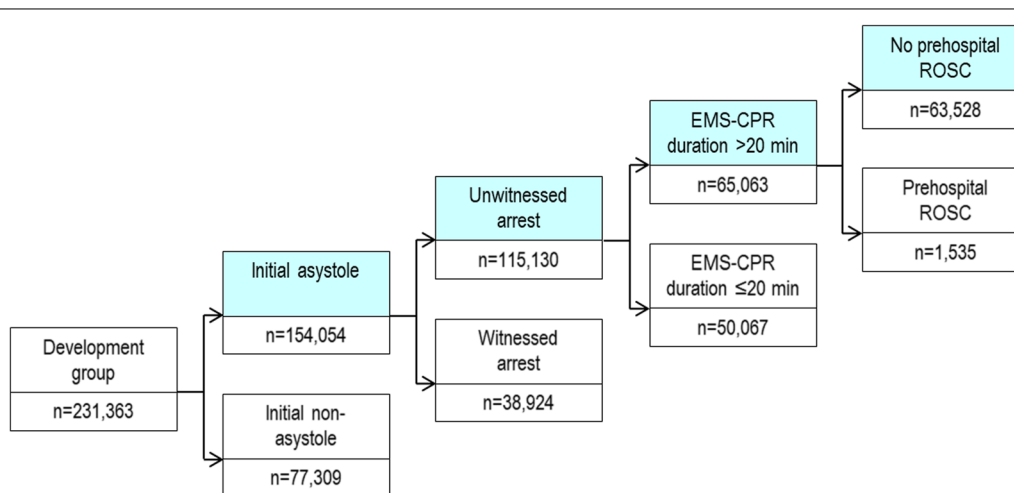 Development
group
n=231,363
Initial asystole
n=154,054
Initial non-
asystole
n=77,309
Unwitnessed
arrest
n=115,130
Witnessed
arrest
n=38,924
EMS-CPR
duration >20 min
n=65,063
EMS-CPR
duration ≤20 min
n=50,067
No prehospital
ROSC
n=63,528
Prehospital
ROSC
n=1,535